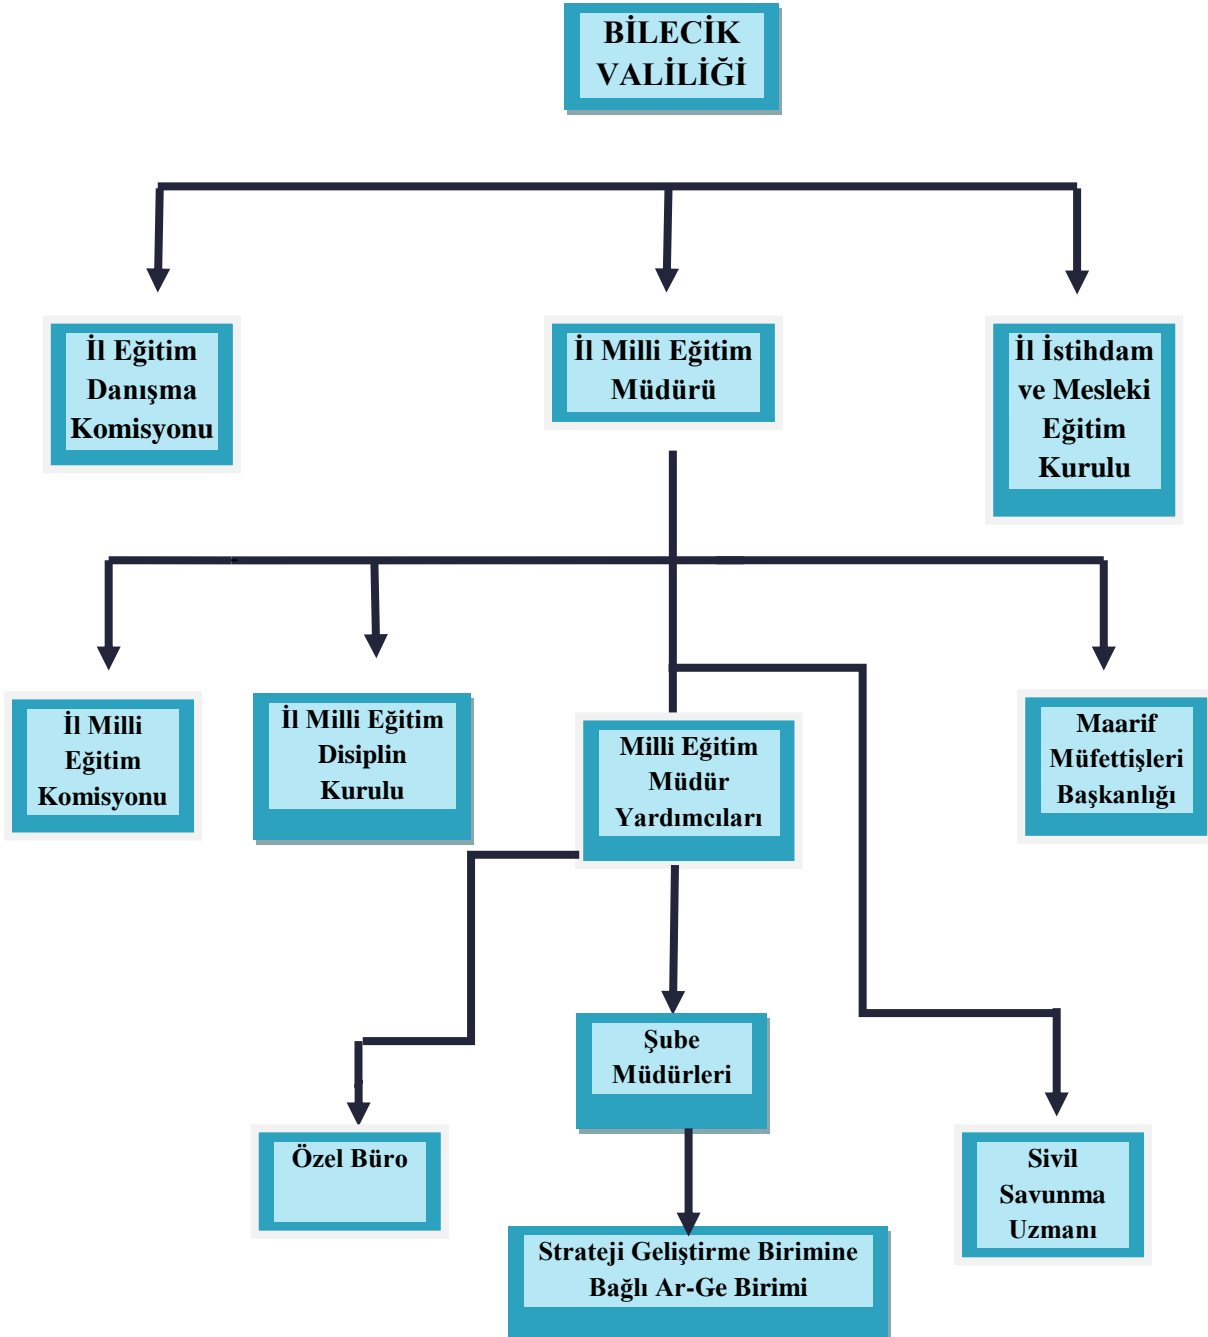 BİLECİK
VALİLİĞİ
İl Eğitim
Danışma
Komisyonu
İl Milli Eğitim
Müdürü
İl İstihdam
ve Mesleki
Eğitim
Kurulu
İl Milli
Eğitim
Komisyonu
İl Milli Eğitim
Disiplin
Kurulu
Milli Eğitim
Müdür
Yardımcıları
Maarif
Müfettişleri
Başkanlığı
Şube
Müdürleri
Özel Büro
Sivil
Savunma
Uzmanı
Strateji Geliştirme Birimine
Bağlı Ar-Ge Birimi